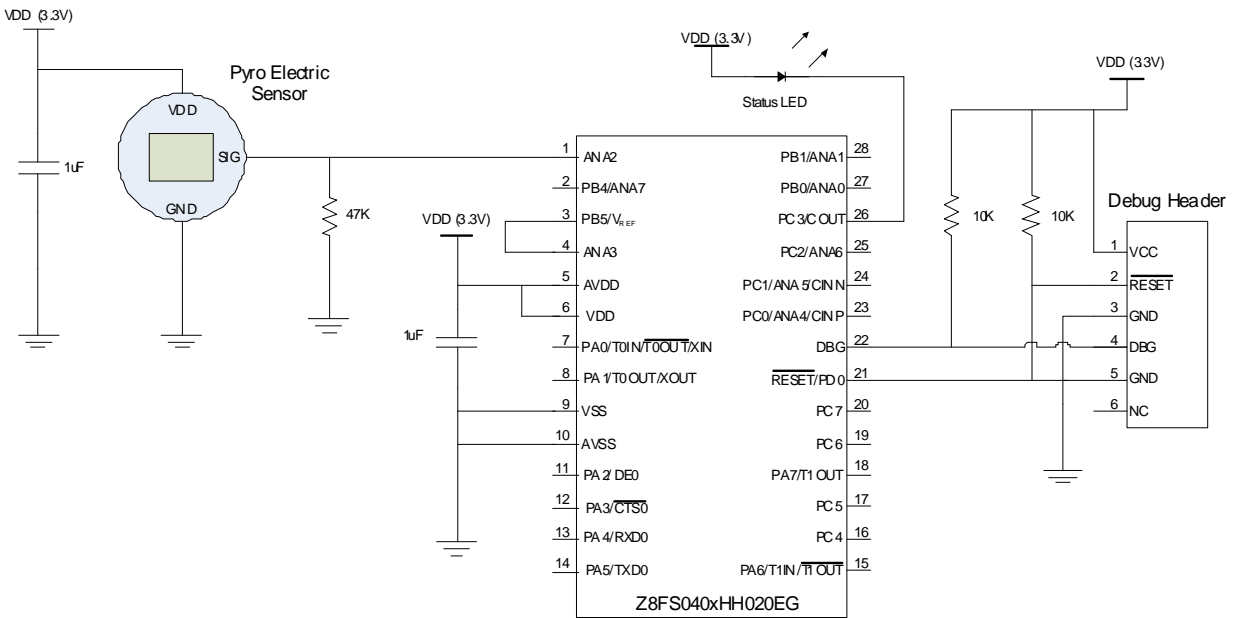 VDD (3.3V)
Pyro Electric
Sensor
VDD
SIG
GND
1uF
47K
VDD (3.3V)
1uF
VDD (3.3V)
Status LED
1 ANA2
2 PB4/ANA7
3 PB5/VREF
4 ANA3
5 AVDD
6 VDD
7 PA0/T0IN/T0OUT/XIN
8 PA1/T0OUT/XOUT
9 VSS
10 AVSS
11 PA2/DE0
12 PA3/CTS0
13 PA4/RXD0
14 PA5/TXD0
PB1/ANA1 28
PB0/ANA0 27
PC3/COUT 26
PC2/ANA6 25
PC1/ANA5/CINN 24
PC0/ANA4/CINP 23
DBG 22
RESET/PD0 21
PC7 20
PC6 19
PA7/T1OUT 18
PC5 17
PC4 16
PA6/T1IN/T1OUT 15
Z8FS040xHH020EG
VDD (3.3V)
10K
10K
Debug Header
1 VCC
2 RESET
3 GND
4 DBG
5 GND
6 NC